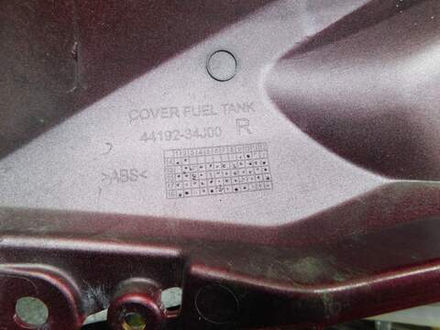 COVER FUEL TANK
44192-34J00 R
>ABS<